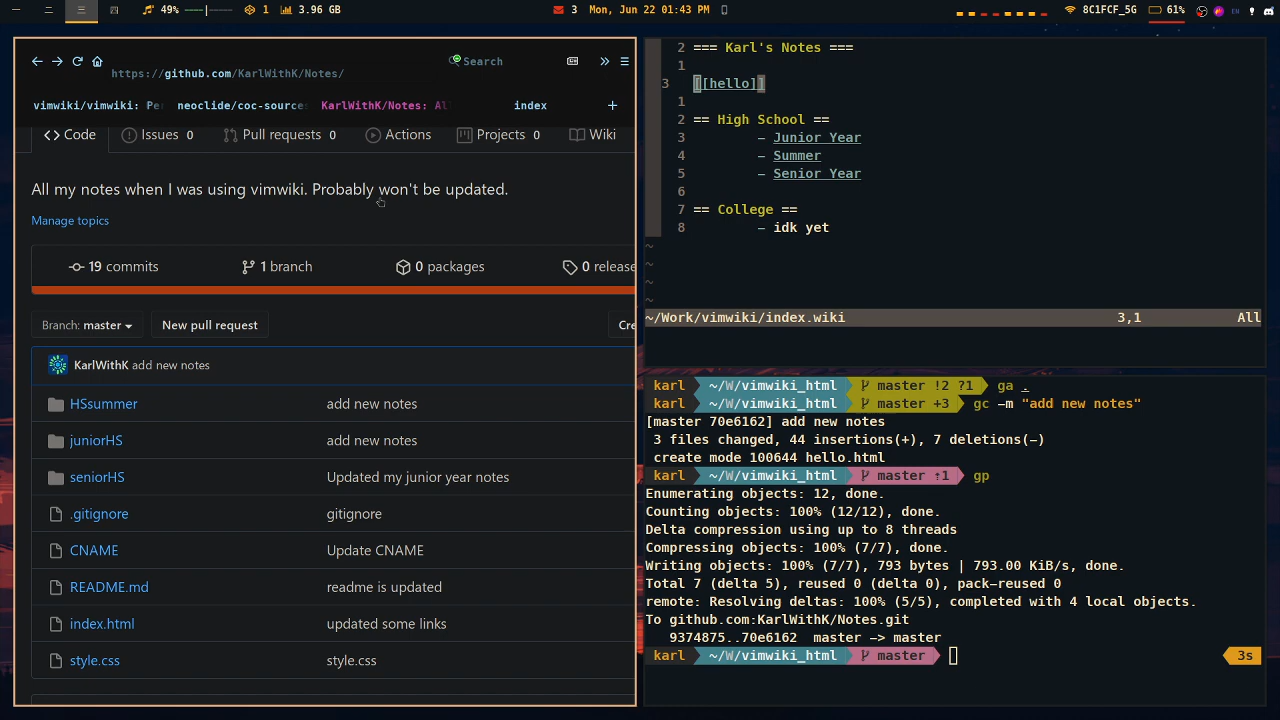 一 二 三 四 49% ----|---- 1 3.96 GB
3 Mon, Jun 22 01:43 PM
8C1FCF_5G 61% EN
https://github.com/KarlWithK/Notes/
Search
vimwiki/vimwiki: Pe neoclide/coc-source: KarlWithK/Notes: Al index +
Code Issues 0 Pull requests 0 Actions Projects 0 Wiki
All my notes when I was using vimwiki. Probably won't be updated.
Manage topics
19 commits 1 branch 0 packages 0 release
Branch: master New pull request Cre
KarlWithK add new notes
HSsummer add new notes
juniorHS add new notes
seniorHS Updated my junior year notes
.gitignore gitignore
CNAME Update CNAME
README.md readme is updated
index.html updated some links
style.css style.css
2 === Karl's Notes ===
1
3 [[hello]]
1
2 == High School ==
3 - Junior Year
4 - Summer
5 - Senior Year
6
7 == College ==
8 - idk yet
~
~
~
~
~/Work/vimwiki/index.wiki 3,1 All
karl ~/W/vimwiki_html master !2 ?1 ga .
karl ~/W/vimwiki_html master +3 gc -m "add new notes"
[master 70e6162] add new notes
3 files changed, 44 insertions(+), 7 deletions(-)
create mode 100644 hello.html
karl ~/W/vimwiki_html master ⇡1 gp
Enumerating objects: 12, done.
Counting objects: 100% (12/12), done.
Delta compression using up to 8 threads
Compressing objects: 100% (7/7), done.
Writing objects: 100% (7/7), 793 bytes | 793.00 KiB/s, done.
Total 7 (delta 5), reused 0 (delta 0), pack-reused 0
remote: Resolving deltas: 100% (5/5), completed with 4 local objects.
To github.com:KarlWithK/Notes.git
9374875..70e6162 master -> master
karl ~/W/vimwiki_html master 3s